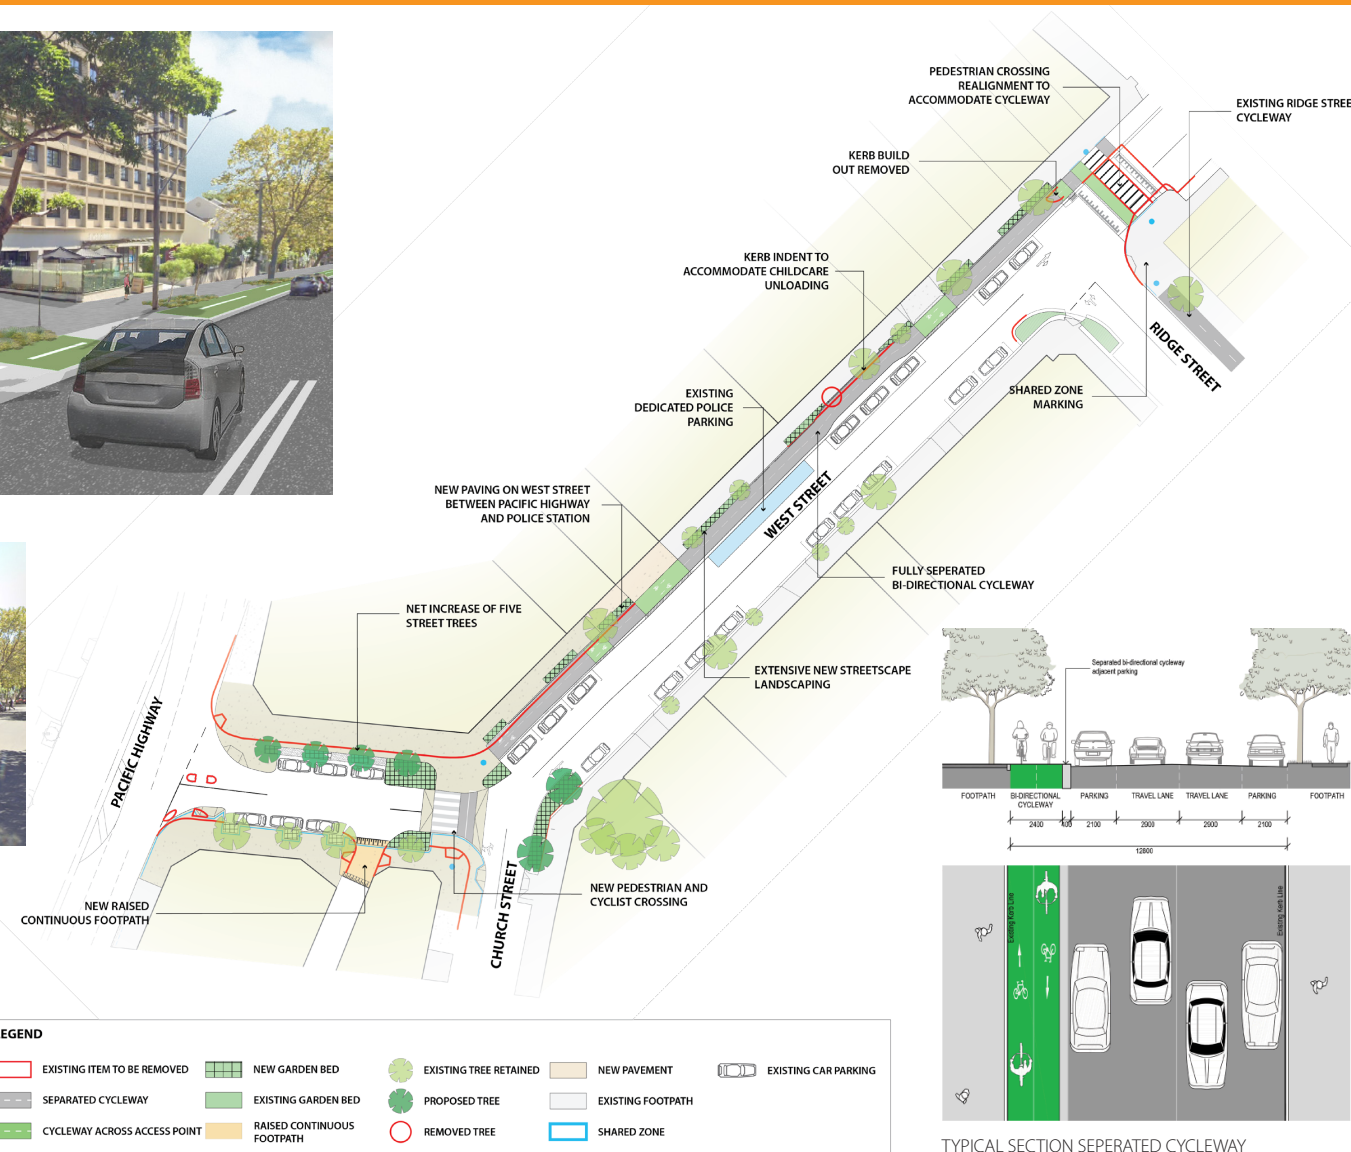 PEDESTRIAN CROSSING
REALIGNMENT TO
ACCOMMODATE CYCLEWAY
EXISTING RIDGE STREE
CYCLEWAY
KERB BUILD
OUT REMOVED
KERB INDENT TO
ACCOMMODATE CHILDCARE
UNLOADING
RIDGE STREET
SHARED ZONE
MARKING
EXISTING
DEDICATED POLICE
PARKING
WEST STREET
NEW PAVING ON WEST STREET
BETWEEN PACIFIC HIGHWAY
AND POLICE STATION
FULLY SEPERATED
BI-DIRECTIONAL CYCLEWAY
NET INCREASE OF FIVE
STREET TREES
EXTENSIVE NEW STREETSCAPE
LANDSCAPING
PACIFIC HIGHWAY
NEW RAISED
CONTINUOUS FOOTPATH
NEW PEDESTRIAN AND
CYCLIST CROSSING
CHURCH STREET
Separated bi-directional cycleway
adjacent parking
FOOTPATH
BI-DIRECTIONAL
CYCLEWAY
PARKING
TRAVEL LANE
TRAVEL LANE
PARKING
FOOTPATH
2400
400
2100
2900
2900
2100
12800
Existing Kerb Line
Existing Kerb Line
TYPICAL SECTION SEPERATED CYCLEWAY
EGEND
EXISTING ITEM TO BE REMOVED
NEW GARDEN BED
EXISTING TREE RETAINED
NEW PAVEMENT
EXISTING CAR PARKING
SEPARATED CYCLEWAY
EXISTING GARDEN BED
PROPOSED TREE
EXISTING FOOTPATH
CYCLEWAY ACROSS ACCESS POINT
RAISED CONTINUOUS
FOOTPATH
REMOVED TREE
SHARED ZONE